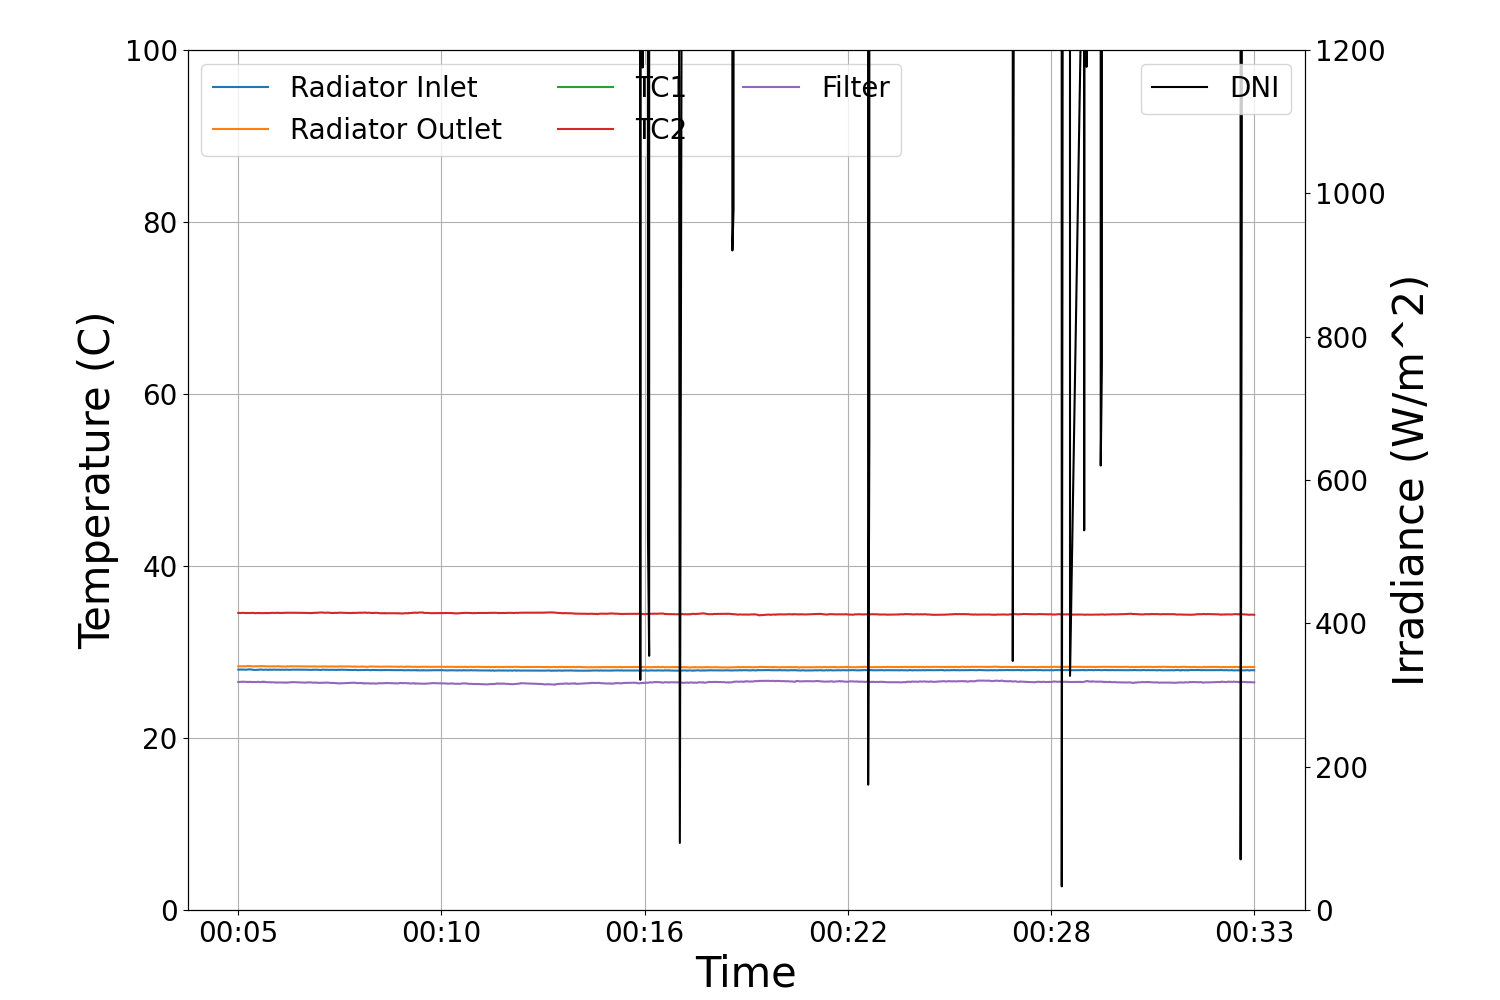 100
80
60
40
20
0
Temperature (C)
Radiator Inlet
Radiator Outlet
TC1
TC2
Filter
DNI
1200
1000
800
600
400
200
0
Irradiance (W/m^2)
00:05 00:10 00:16 00:22 00:28 00:33
Time